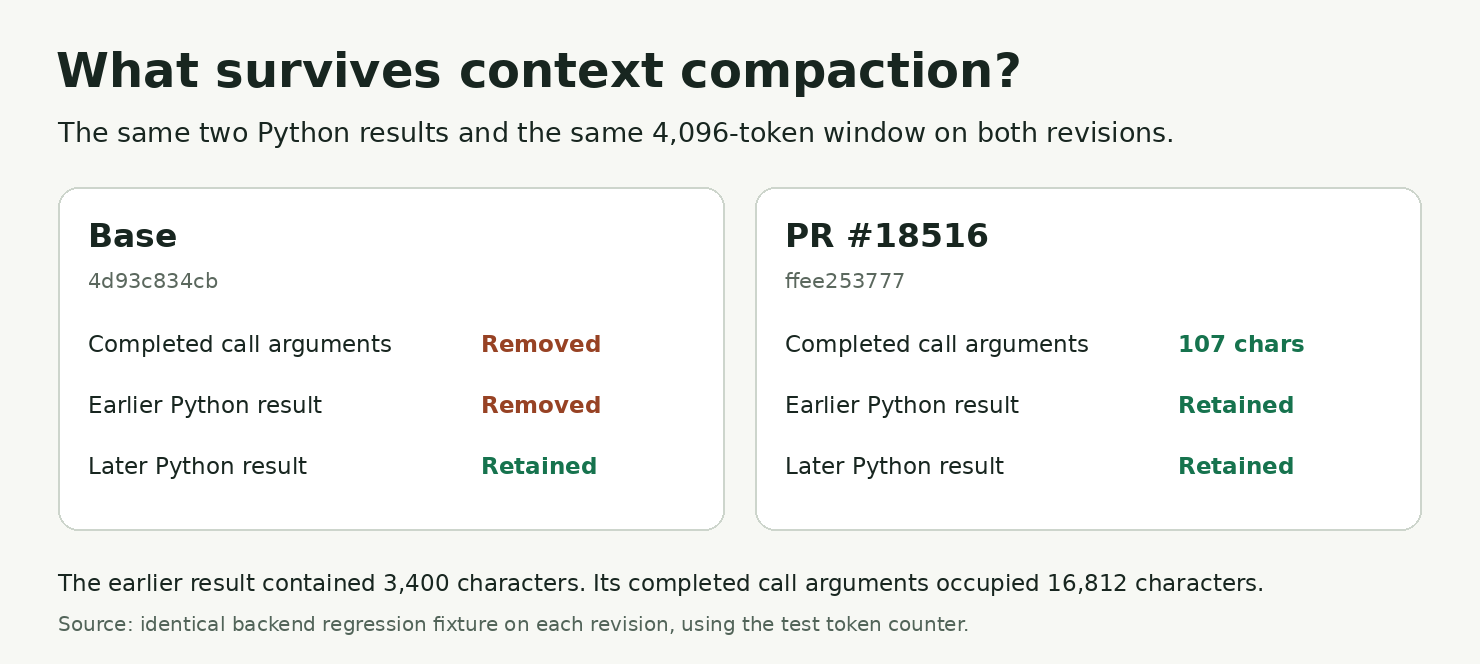 What survives context compaction?
The same two Python results and the same 4,096-token window on both revisions.
Base
4d93c834cb
Completed call arguments Removed
Earlier Python result Removed
Later Python result Retained
PR #18516
ffee253777
Completed call arguments 107 chars
Earlier Python result Retained
Later Python result Retained
The earlier result contained 3,400 characters. Its completed call arguments occupied 16,812 characters.
Source: identical backend regression fixture on each revision, using the test token counter.